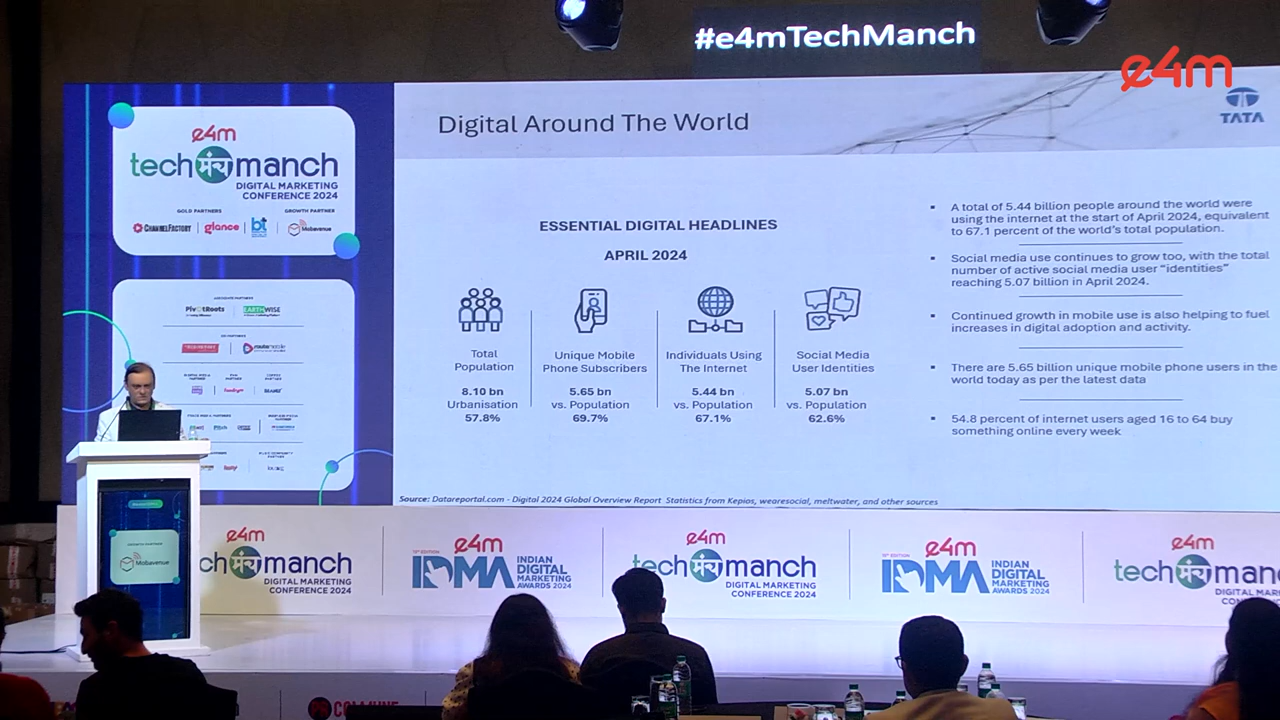 #e4mTechManch
e4m
TATA
Digital Around The World
ESSENTIAL DIGITAL HEADLINES
APRIL 2024
Total
Population
8.10 bn
Urbanisation
57.8%
Unique Mobile
Phone Subscribers
5.65 bn
vs. Population
69.7%
Individuals Using
The Internet
5.44 bn
vs. Population
67.1%
Social Media
User Identities
5.07 bn
vs. Population
62.6%
A total of 5.44 billion people around the world were
using the internet at the start of April 2024, equivalent
to 67.1 percent of the world's total population.
Social media use continues to grow too, with the total
number of active social media user “identities”
reaching 5.07 billion in April 2024.
Continued growth in mobile use is also helping to fuel
increases in digital adoption and activity.
There are 5.65 billion unique mobile phone users in the
world today as per the latest data
54.8 percent of internet users aged 16 to 64 buy
something online every week
Source: Datareportal.com - Digital 2024 Global Overview Report Statistics from Kepios, wearesocial, meltwater, and other sources
e4m
tech मंच manch
DIGITAL MARKETING
CONFERENCE 2024
GOLD PARTNERS
GROWTH PARTNER
CHANNELFACTORY
glance
bt
Mobavenue
ASSOCIATE PARTNERS
PivotRoots
EARTHWISE
Mobavenue
e4m
ch मंच manch
DIGITAL MARKETING
CONFERENCE 2024
e4m
IDMA
INDIAN
DIGITAL
MARKETING
AWARDS 2024
e4m
tech मंच manch
DIGITAL MARKETING
CONFERENCE 2024
e4m
IDMA
INDIAN
DIGITAL
MARKETING
AWARDS 2024
e4m
tech मंच manc
DIGITAL MAR